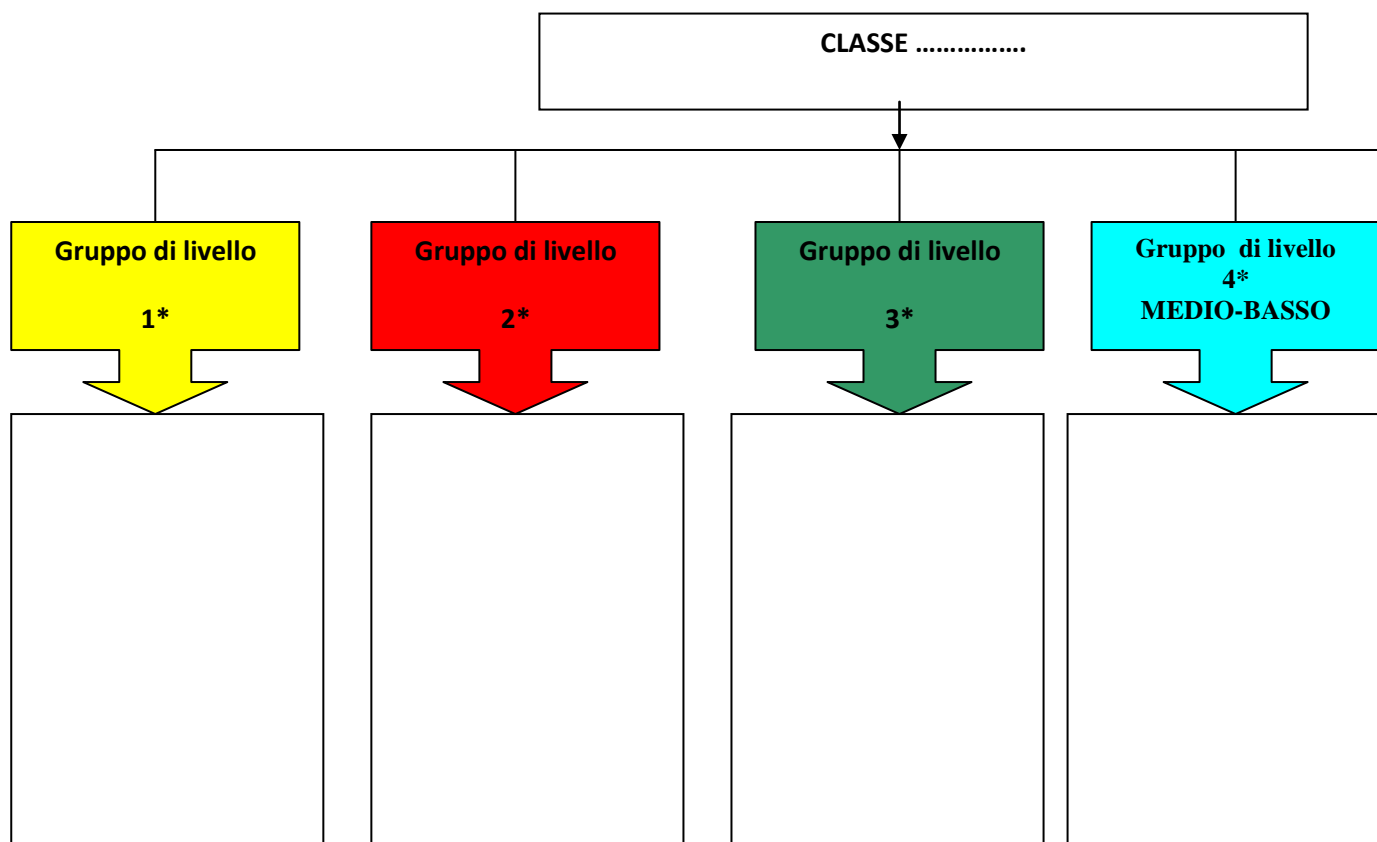 CLASSE …………….
Gruppo di livello
1*
Gruppo di livello
2*
Gruppo di livello
3*
Gruppo di livello
4*
MEDIO-BASSO